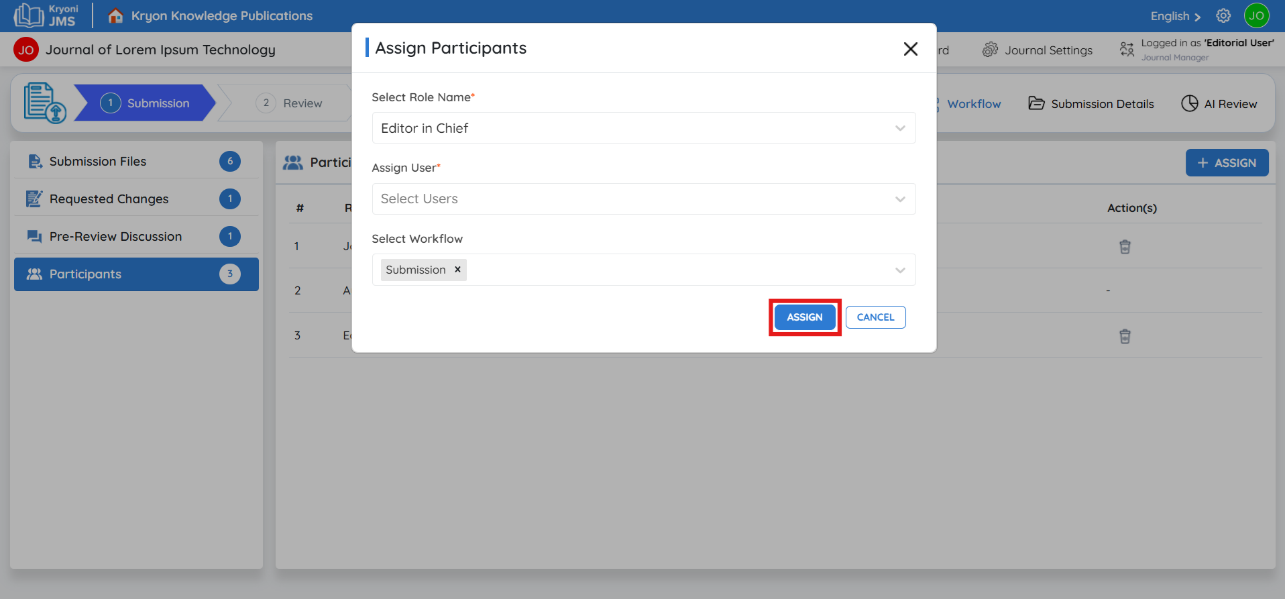 Kryoni
JMS
Kryon Knowledge Publications
English
JO
JO
Journal of Lorem Ipsum Technology
rd
Journal Settings
Logged in as 'Editorial User'
Journal Manager
1 Submission
2 Review
Workflow
Submission Details
AI Review
Submission Files 6
Requested Changes 1
Pre-Review Discussion 1
Participants 3
Partici
+ ASSIGN
# R Action(s)
1 J
2 A -
3 E
Assign Participants
Select Role Name*
Editor in Chief
Assign User*
Select Users
Select Workflow
Submission ×
ASSIGN
CANCEL